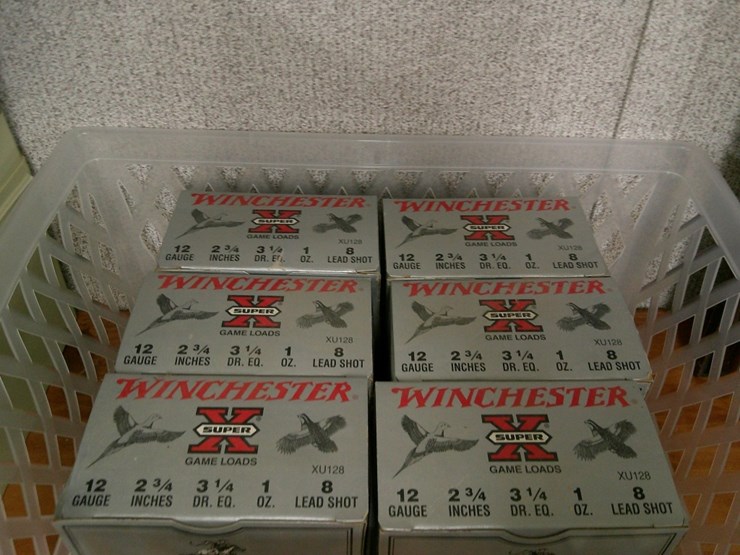 WINCHESTER
SUPER
X
GAME LOADS
XU128
12 2 3/4 3 1/4 1 8
GAUGE INCHES DR. EQ. OZ. LEAD SHOT
WINCHESTER
SUPER
X
GAME LOADS
XU128
12 2 3/4 3 1/4 1 8
GAUGE INCHES DR. EQ. OZ. LEAD SHOT
WINCHESTER
SUPER
X
GAME LOADS
XU128
12 2 3/4 3 1/4 1 8
GAUGE INCHES DR. EQ. OZ. LEAD SHOT
WINCHESTER
SUPER
X
GAME LOADS
XU128
12 2 3/4 3 1/4 1 8
GAUGE INCHES DR. EQ. OZ. LEAD SHOT
WINCHESTER®
SUPER
X
GAME LOADS
XU128
12 2 3/4 3 1/4 1 8
GAUGE INCHES DR. EQ. OZ. LEAD SHOT
WINCHESTER
SUPER
X
GAME LOADS
XU128
12 2 3/4 3 1/4 1 8
GAUGE INCHES DR. EQ. OZ. LEAD SHOT